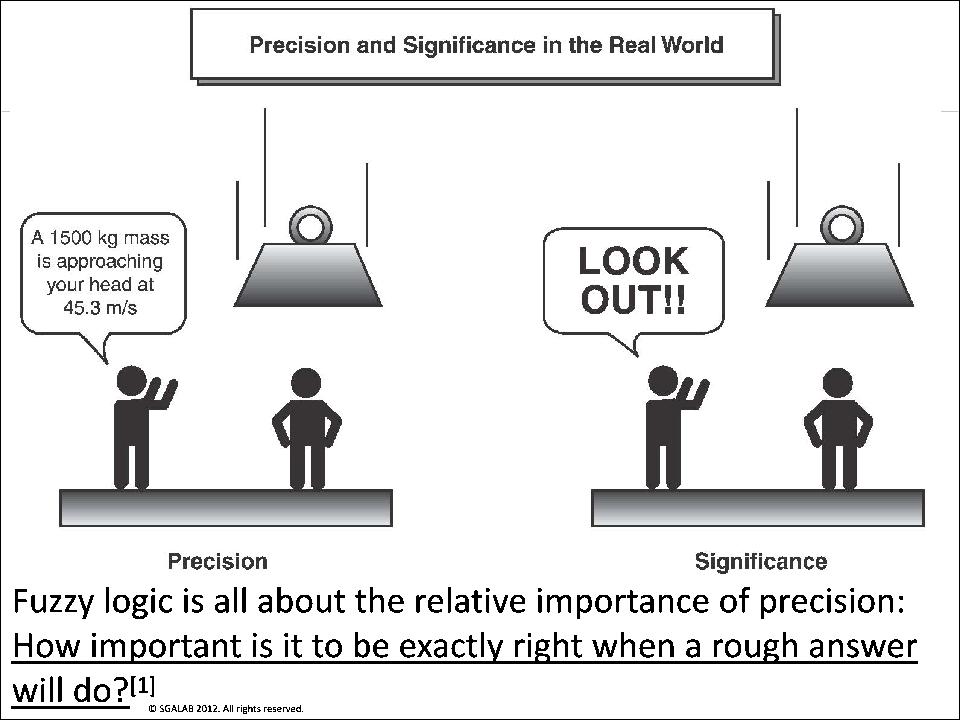 Precision and Significance in the Real World
A 1500 kg mass
is approaching
your head at
45.3 m/s
LOOK
OUT!!
Precision
Significance
Fuzzy logic is all about the relative importance of precision:
How important is it to be exactly right when a rough answer
will do?[1]
© SGALAB 2012. All rights reserved.